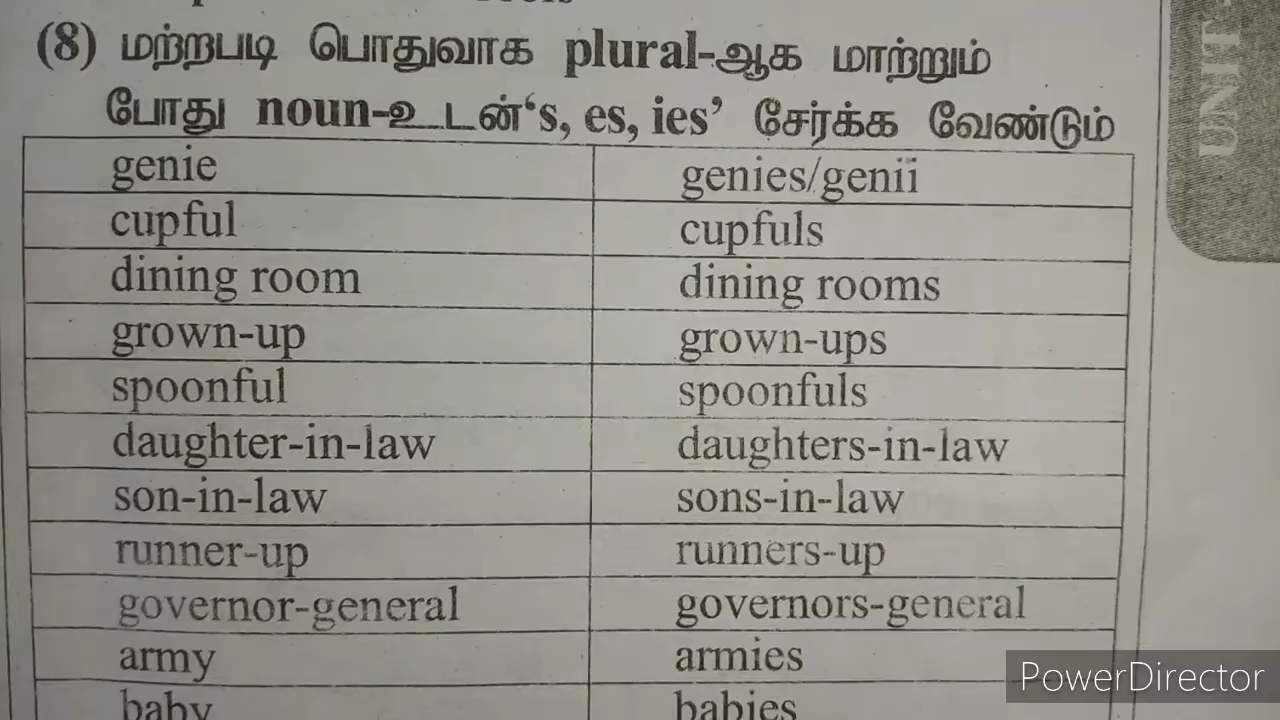 (8) மற்றபடி பொதுவாக plural-ஆக மாற்றும்
போது noun-உடன்‘s, es, ies’ சேர்க்க வேண்டும்
genie genies/genii
cupful cupfuls
dining room dining rooms
grown-up grown-ups
spoonful spoonfuls
daughter-in-law daughters-in-law
son-in-law sons-in-law
runner-up runners-up
governor-general governors-general
army armies
baby babies
UNIT-
PowerDirector